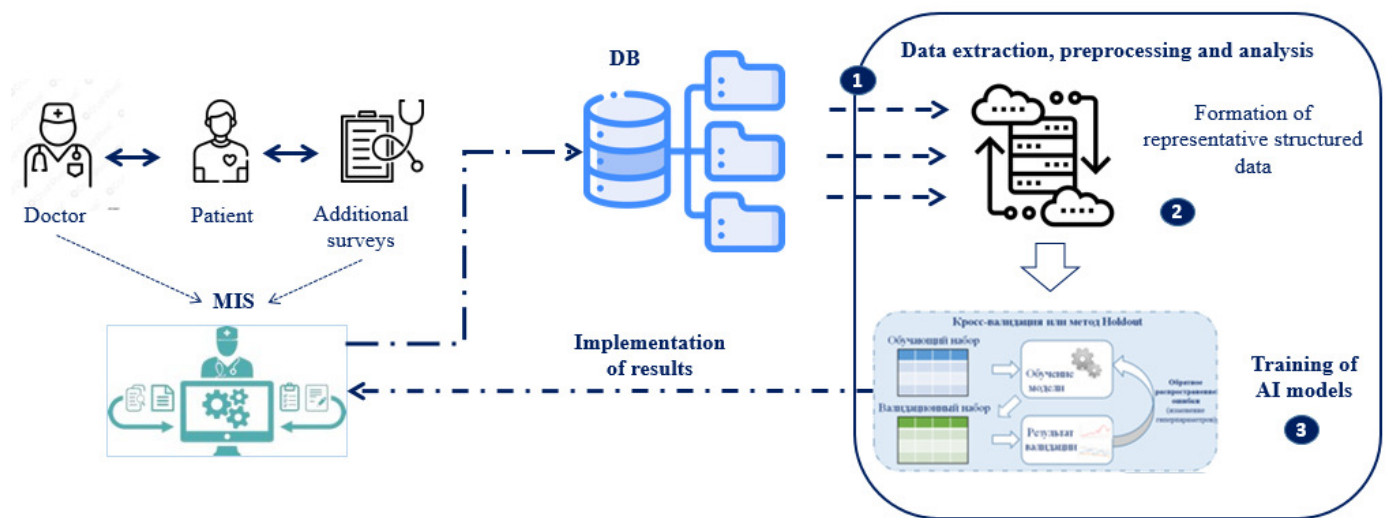 DB
Data extraction, preprocessing and analysis
1
Formation of
representative structured
data
2
Doctor
Patient
Additional
surveys
MIS
Implementation
of results
Кросс-валидация или метод Holdout
Обучающий набор
Обучение
модели
Обратное
распространение
ошибки
(изменение
гиперпараметров)
Валидационный набор
Результат
валидации
Training of
AI models
3